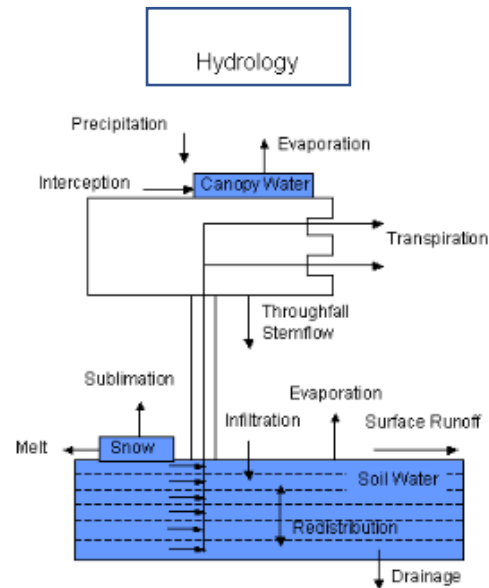 Hydrology
Precipitation
Evaporation
Interception
Canopy Water
Transpiration
Throughfall
Stemflow
Sublimation
Evaporation
Infiltration
Surface Runoff
Melt
Snow
Soil Water
Redistribution
Drainage